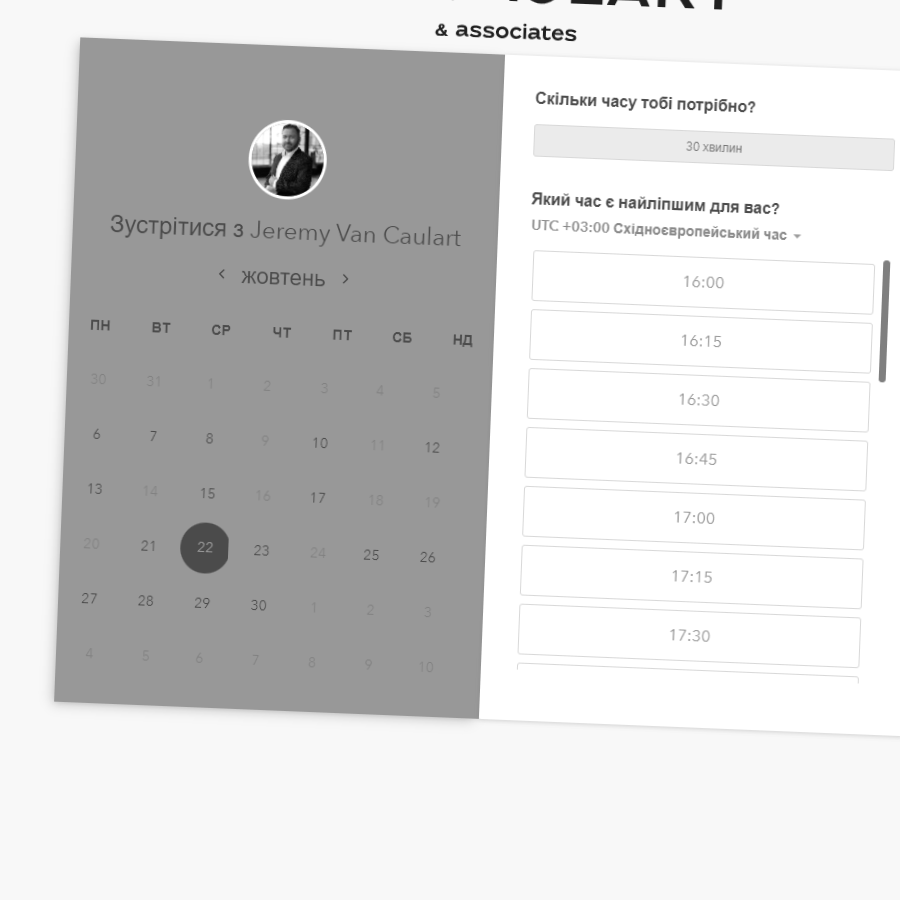 & associates
Зустрітися з Jeremy Van Caulart
жовтень
ПН ВТ СР ЧТ ПТ СБ НД
30 31 1 2 3 4 5
6 7 8 9 10 11 12
13 14 15 16 17 18 19
20 21 22 23 24 25 26
27 28 29 30 1 2 3
4 5 6 7 8 9 10
Скільки часу тобі потрібно?
30 хвилин
Який час є найліпшим для вас?
UTC +03:00 Східноєвропейський час
16:00
16:15
16:30
16:45
17:00
17:15
17:30